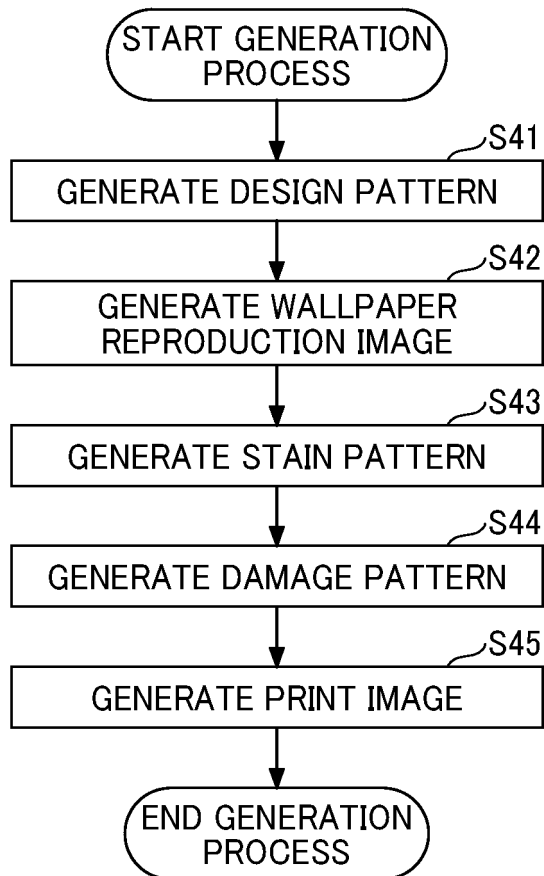 START GENERATION
PROCESS
S41
GENERATE DESIGN PATTERN
S42
GENERATE WALLPAPER
REPRODUCTION IMAGE
S43
GENERATE STAIN PATTERN
S44
GENERATE DAMAGE PATTERN
S45
GENERATE PRINT IMAGE
END GENERATION
PROCESS